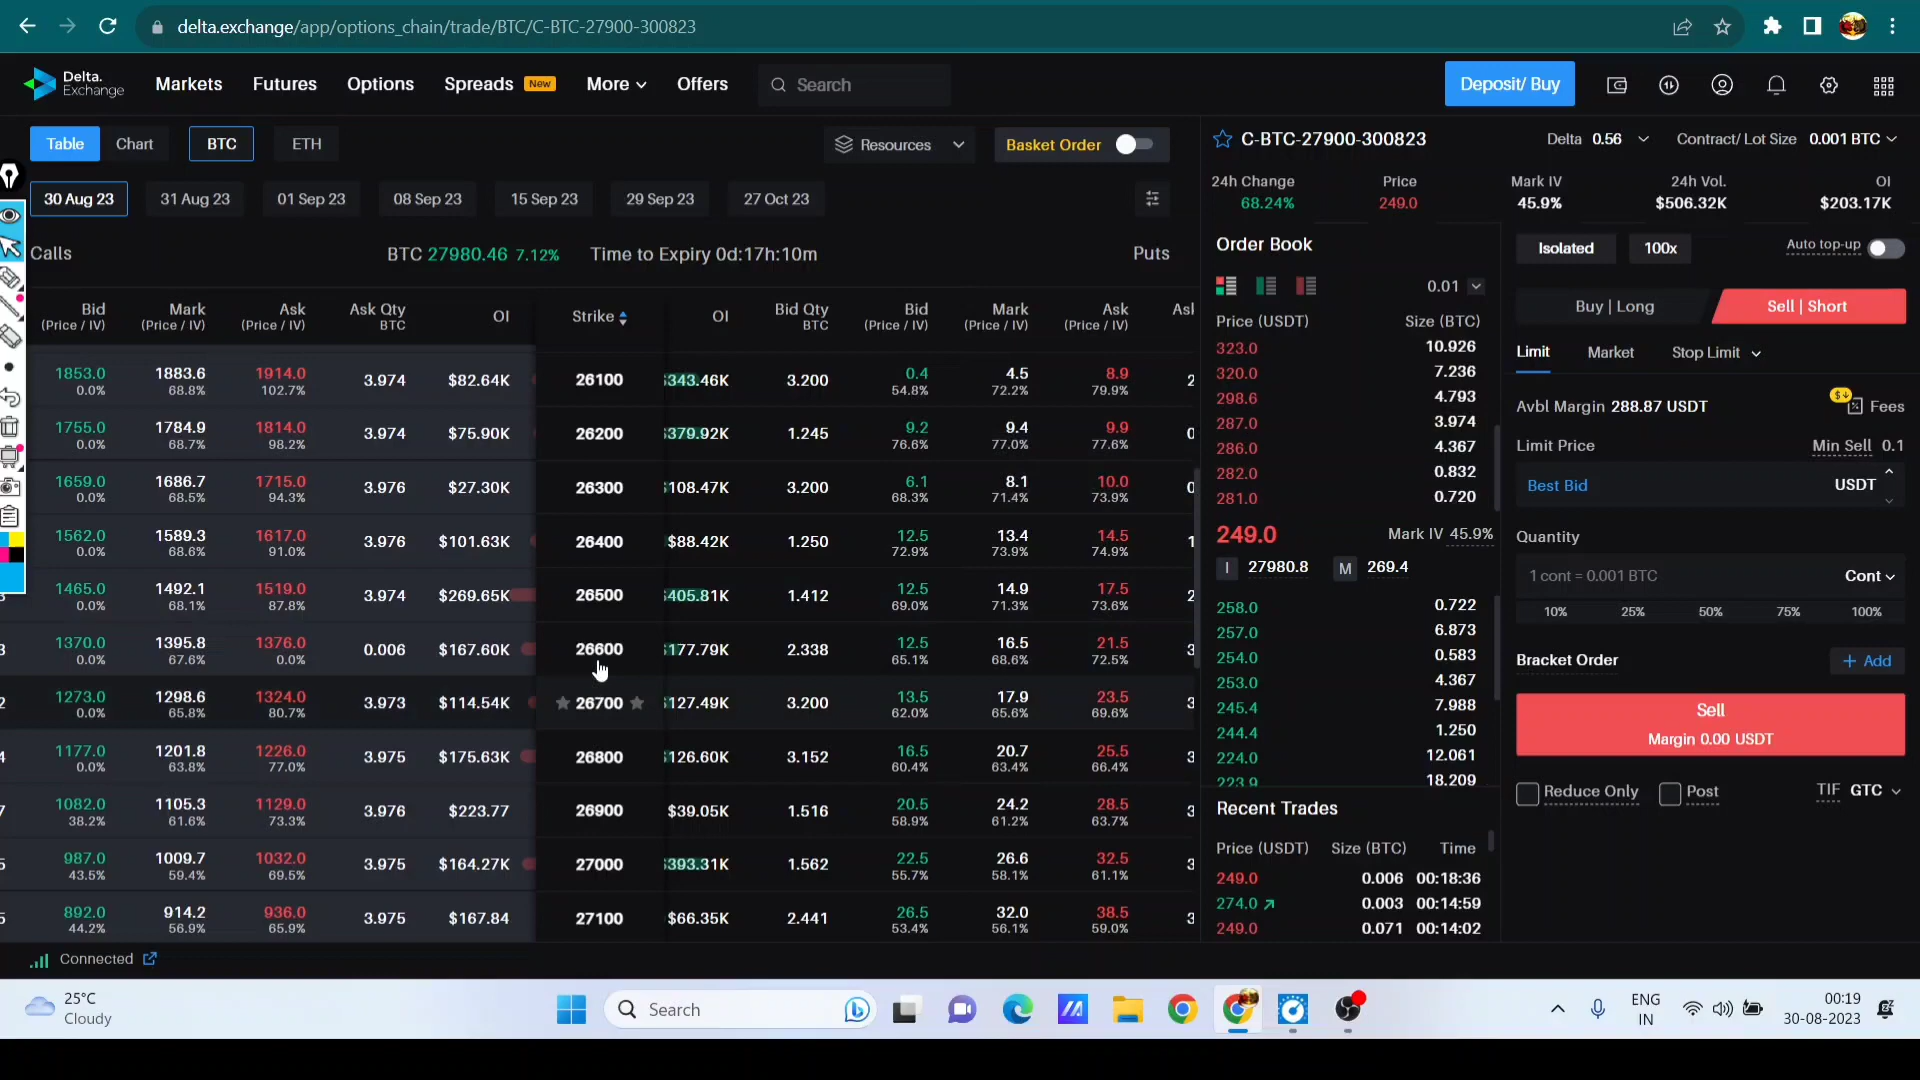 delta.exchange/app/options_chain/trade/BTC/C-BTC-27900-300823
Delta. Exchange Markets Futures Options Spreads New More Offers Search Deposit/ Buy
Table Chart BTC ETH Resources Basket Order
30 Aug 23 31 Aug 23 01 Sep 23 08 Sep 23 15 Sep 23 29 Sep 23 27 Oct 23
Calls BTC 27980.46 7.12% Time to Expiry 0d:17h:10m Puts
Bid Mark Ask Ask Qty OI Strike OI Bid Qty Bid Mark Ask
(Price / IV) (Price / IV) (Price / IV) BTC BTC (Price / IV) (Price / IV) (Price / IV)
1853.0 1883.6 1914.0 3.974 $82.64K 26100 343.46K 3.200 0.4 4.5 8.9
0.0% 68.8% 102.7% 54.8% 72.2% 79.9%
1755.0 1784.9 1814.0 3.974 $75.90K 26200 379.92K 1.245 9.2 9.4 9.9
0.0% 68.7% 98.2% 76.6% 77.0% 77.6%
1659.0 1686.7 1715.0 3.976 $27.30K 26300 108.47K 3.200 6.1 8.1 10.0
0.0% 68.5% 94.3% 68.3% 71.4% 73.9%
1562.0 1589.3 1617.0 3.976 $101.63K 26400 $88.42K 1.250 12.5 13.4 14.5
0.0% 68.6% 91.0% 72.9% 73.9% 74.9%
1465.0 1492.1 1519.0 3.974 $269.65K 26500 405.81K 1.412 12.5 14.9 17.5
0.0% 68.1% 87.8% 69.0% 71.3% 73.6%
1370.0 1395.8 1376.0 0.006 $167.60K 26600 177.79K 2.338 12.5 16.5 21.5
0.0% 67.6% 0.0% 65.1% 68.6% 72.5%
1273.0 1298.6 1324.0 3.973 $114.54K 26700 127.49K 3.200 13.5 17.9 23.5
0.0% 65.8% 80.7% 62.0% 65.6% 69.6%
1177.0 1201.8 1226.0 3.975 $175.63K 26800 126.60K 3.152 16.5 20.7 25.5
0.0% 63.8% 77.0% 60.4% 63.4% 66.4%
1082.0 1105.3 1129.0 3.976 $223.77 26900 $39.05K 1.516 20.5 24.2 28.5
38.2% 61.6% 73.3% 58.9% 61.2% 63.7%
987.0 1009.7 1032.0 3.975 $164.27K 27000 393.31K 1.562 22.5 26.6 32.5
43.5% 59.4% 69.5% 55.7% 58.1% 61.1%
892.0 914.2 936.0 3.975 $167.84 27100 $66.35K 2.441 26.5 32.0 38.5
44.2% 56.9% 65.9% 53.4% 56.1% 59.0%
Connected
C-BTC-27900-300823 Delta 0.56 Contract/ Lot Size 0.001 BTC
24h Change Price Mark IV 24h Vol. OI
68.24% 249.0 45.9% $506.32K $203.17K
Order Book
0.01
Price (USDT) Size (BTC)
323.0 10.926
320.0 7.236
298.6 4.793
287.0 3.974
286.0 4.367
282.0 0.832
281.0 0.720
249.0 Mark IV 45.9%
I 27980.8 M 269.4
258.0 0.722
257.0 6.873
254.0 0.583
253.0 4.367
245.4 7.988
244.4 1.250
224.0 12.061
223.9 18.209
Recent Trades
Price (USDT) Size (BTC) Time
249.0 0.006 00:18:36
274.0 0.003 00:14:59
249.0 0.071 00:14:02
Isolated 100x Auto top-up
Buy | Long Sell | Short
Limit Market Stop Limit
Avbl Margin 288.87 USDT Fees
Limit Price Min Sell 0.1
Best Bid USDT
Quantity
1 cont = 0.001 BTC Cont
10% 25% 50% 75% 100%
Bracket Order + Add
Sell
Margin 0.00 USDT
Reduce Only Post TIF GTC
25°C
Cloudy
Search
ENG
IN
00:19
30-08-2023